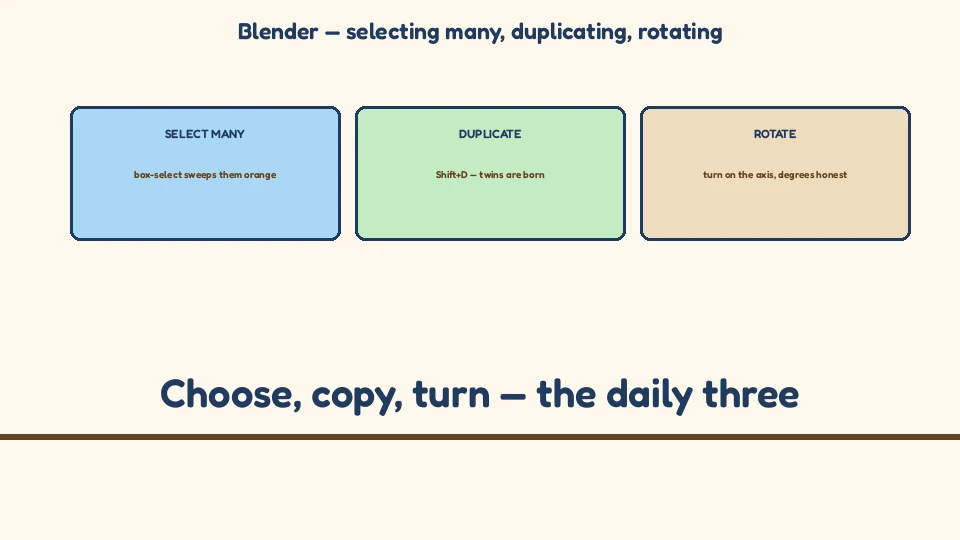 Blender — selecting many, duplicating, rotating
SELECT MANY
box-select sweeps them orange
DUPLICATE
Shift+D — twins are born
ROTATE
turn on the axis, degrees honest
Choose, copy, turn — the daily three